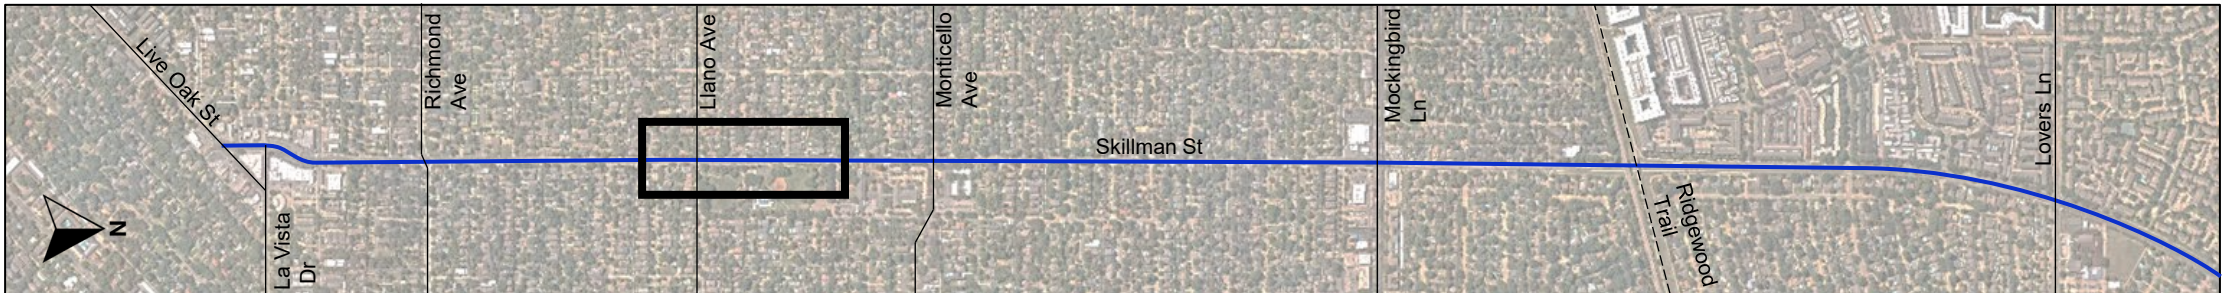 Live Oak St
La Vista
Dr
Richmond
Ave
Llano Ave
Monticello
Ave
Skillman St
Mockingbird
Ln
Ridgewood
Trail
Lovers Ln
N